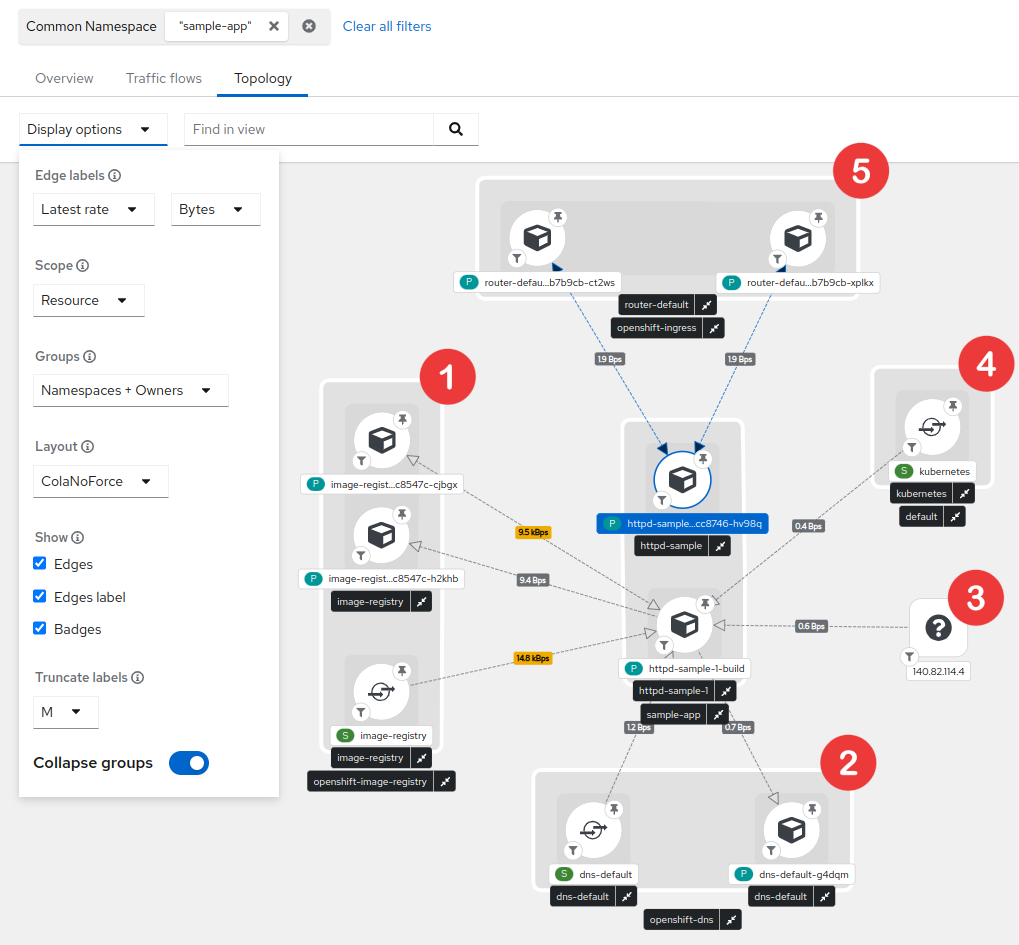 Common Namespace "sample-app" Clear all filters
Overview Traffic flows Topology
Display options Find in view
Edge labels
Latest rate Bytes
Scope
Resource
Groups
Namespaces + Owners
Layout
ColaNoForce
Show
Edges
Edges label
Badges
Truncate labels
M
Collapse groups
5
P router-defau...b7b9cb-ct2ws
P router-defau...b7b9cb-xplkx
router-default
openshift-ingress
1.9 Bps
1.9 Bps
1
P image-regist...c8547c-cjbgx
P image-regist...c8547c-h2khb
image-registry
S image-registry
image-registry
openshift-image-registry
9.5 kBps
9.4 Bps
14.8 kBps
P httpd-sample...cc8746-hv98q
httpd-sample
P httpd-sample-1-build
httpd-sample-1
sample-app
4
S kubernetes
kubernetes
default
0.4 Bps
3
?
140.82.114.4
0.6 Bps
1.2 Bps
0.7 Bps
2
S dns-default
dns-default
P dns-default-g4dqm
dns-default
openshift-dns